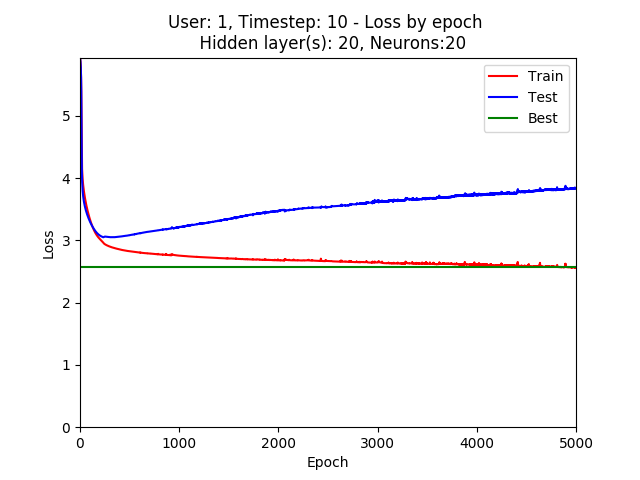 User: 1, Timestep: 10 - Loss by epoch
Hidden layer(s): 20, Neurons:20
Train
Test
Best
5
4
3
2
1
0
Loss
0 1000 2000 3000 4000 5000
Epoch